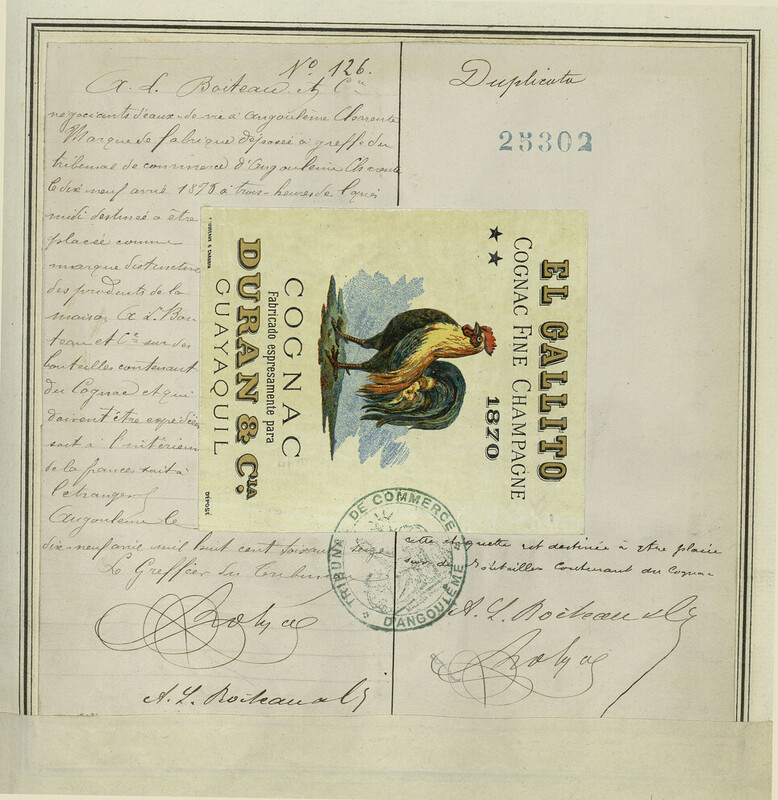 Nº 126.
A. L. Boiteau et Cie
négociants d'eaux-de-vie à Angoulême Charente
Marque de fabrique déposée à greffe du
tribunal de commerce d'Angoulême Charente
le dix-neuf avril 187 à trois-heures de l'après
midi destinée à être
placée comme
marque distinctive
des produits de la
maison A. L. Boi
teau et Cie sur des
bouteilles contenant
du Cognac et qui
doivent être expédiées
soit à l'intérieur
de la france soit à
l'étranger
Angoulême le
dix-neuf avril mil huit cent soixante seize
Le Greffier du Tribunal
A. L. Boiteau & Cie
Duplicata
25302
EL GALLITO
COGNAC FINE CHAMPAGNE
1870
COGNAC
Fabricado espresamente para
DURAN & CIA.
GUAYAQUIL
DÉPOSÉ
TRIBUNAL DE COMMERCE
D'ANGOULÊME
cette étiquette est destinée à être placée
sur des Bouteilles contenant du Cognac
A. L. Boiteau & Cie